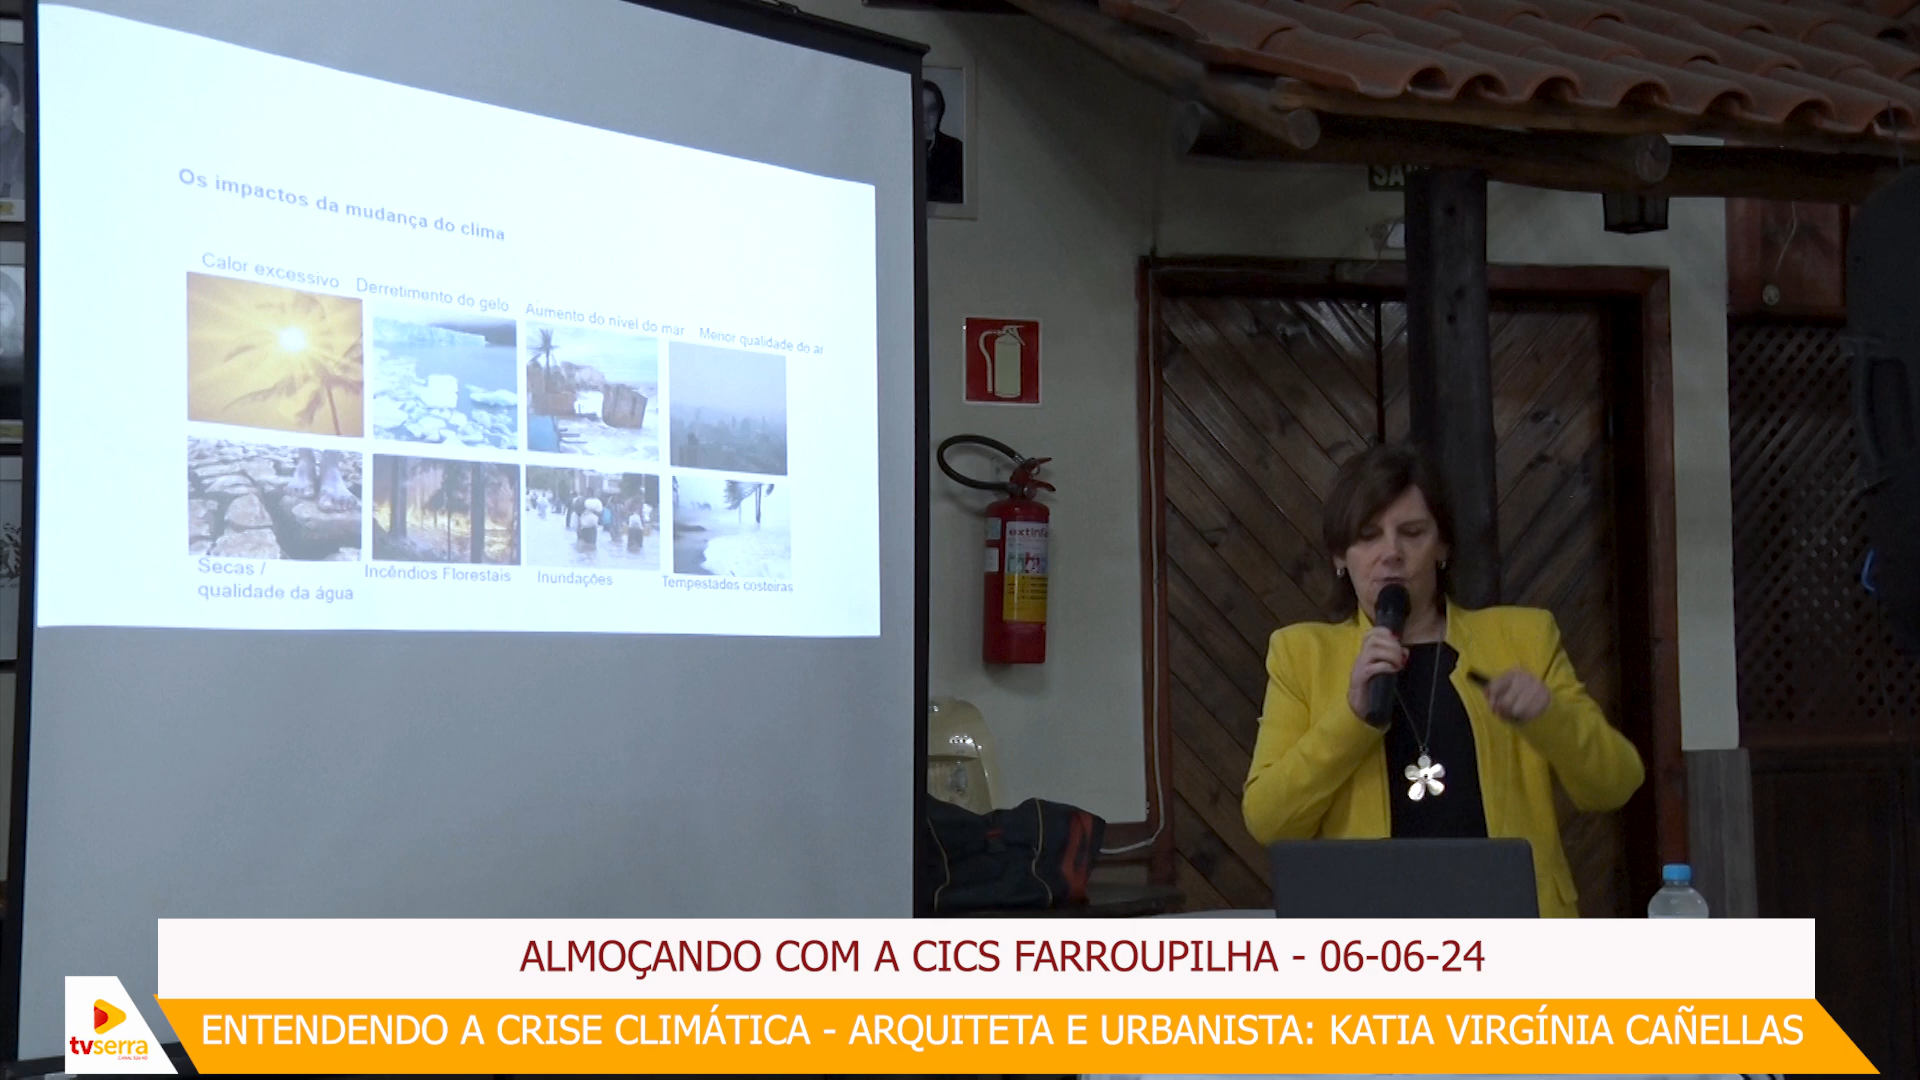 Os impactos da mudança do clima
Calor excessivo
Derretimento do gelo
Aumento do nível do mar
Menor qualidade do ar
Secas /
qualidade da água
Incêndios Florestais
Inundações
Tempestades costeiras
extinfa
ALMOÇANDO COM A CICS FARROUPILHA - 06-06-24
ENTENDENDO A CRISE CLIMÁTICA - ARQUITETA E URBANISTA: KATIA VIRGÍNIA CAÑELLAS
tvserra